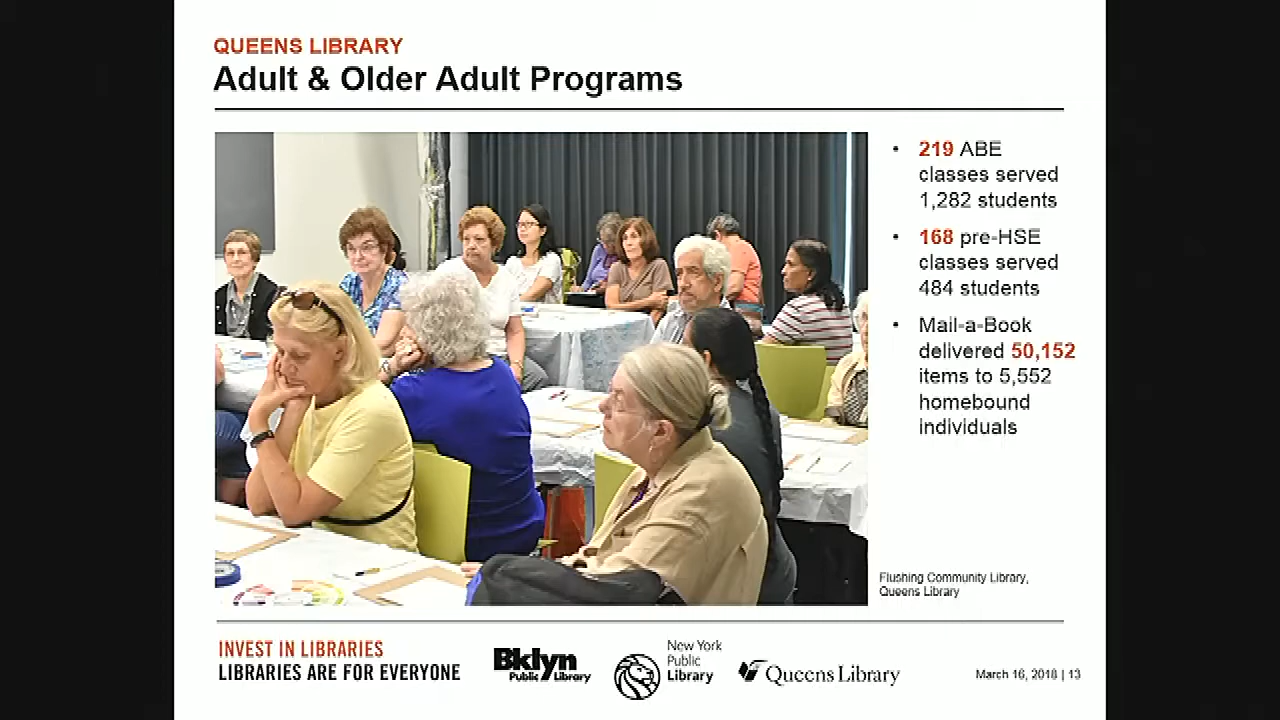 QUEENS LIBRARY
Adult & Older Adult Programs
• 219 ABE
classes served
1,282 students
• 168 pre-HSE
classes served
484 students
• Mail-a-Book
delivered 50,152
items to 5,552
homebound
individuals
Flushing Community Library,
Queens Library
INVEST IN LIBRARIES
LIBRARIES ARE FOR EVERYONE
Bklyn
Public Library
New York
Public
Library
Queens Library
March 16, 2018 | 13